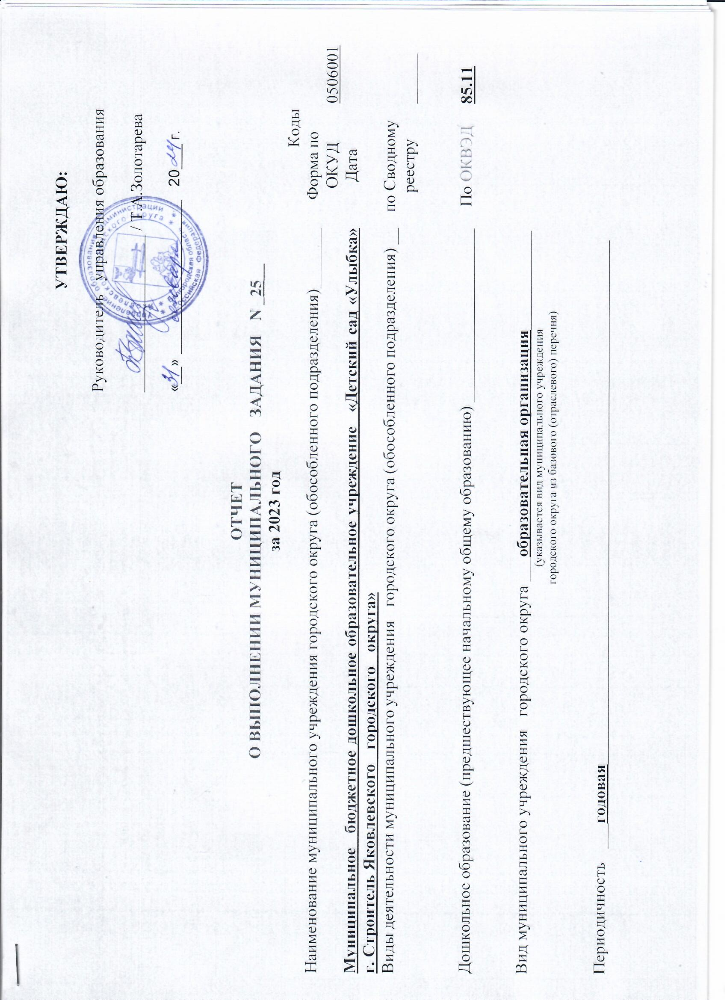 УТВЕРЖДАЮ:
Руководитель управления образования
/ Т.А.Золотарева
«31» января 2024 г.
ОТЧЕТ
О ВЫПОЛНЕНИИ МУНИЦИПАЛЬНОГО ЗАДАНИЯ N 25
за 2023 год
Коды
Наименование муниципального учреждения городского округа (обособленного подразделения)
Форма по
ОКУД 0506001
Дата
Муниципальное бюджетное дошкольное образовательное учреждение «Детский сад «Улыбка»
г. Строитель Яковлевского городского округа»
Виды деятельности муниципального учреждения городского округа (обособленного подразделения)
по Сводному
реестру
Дошкольное образование (предшествующее начальному общему образованию)
По ОКВЭД 85.11
Вид муниципального учреждения городского округа образовательная организация
(указывается вид муниципального учреждения
городского округа из базового (отраслевого) перечня)
Периодичность годовая